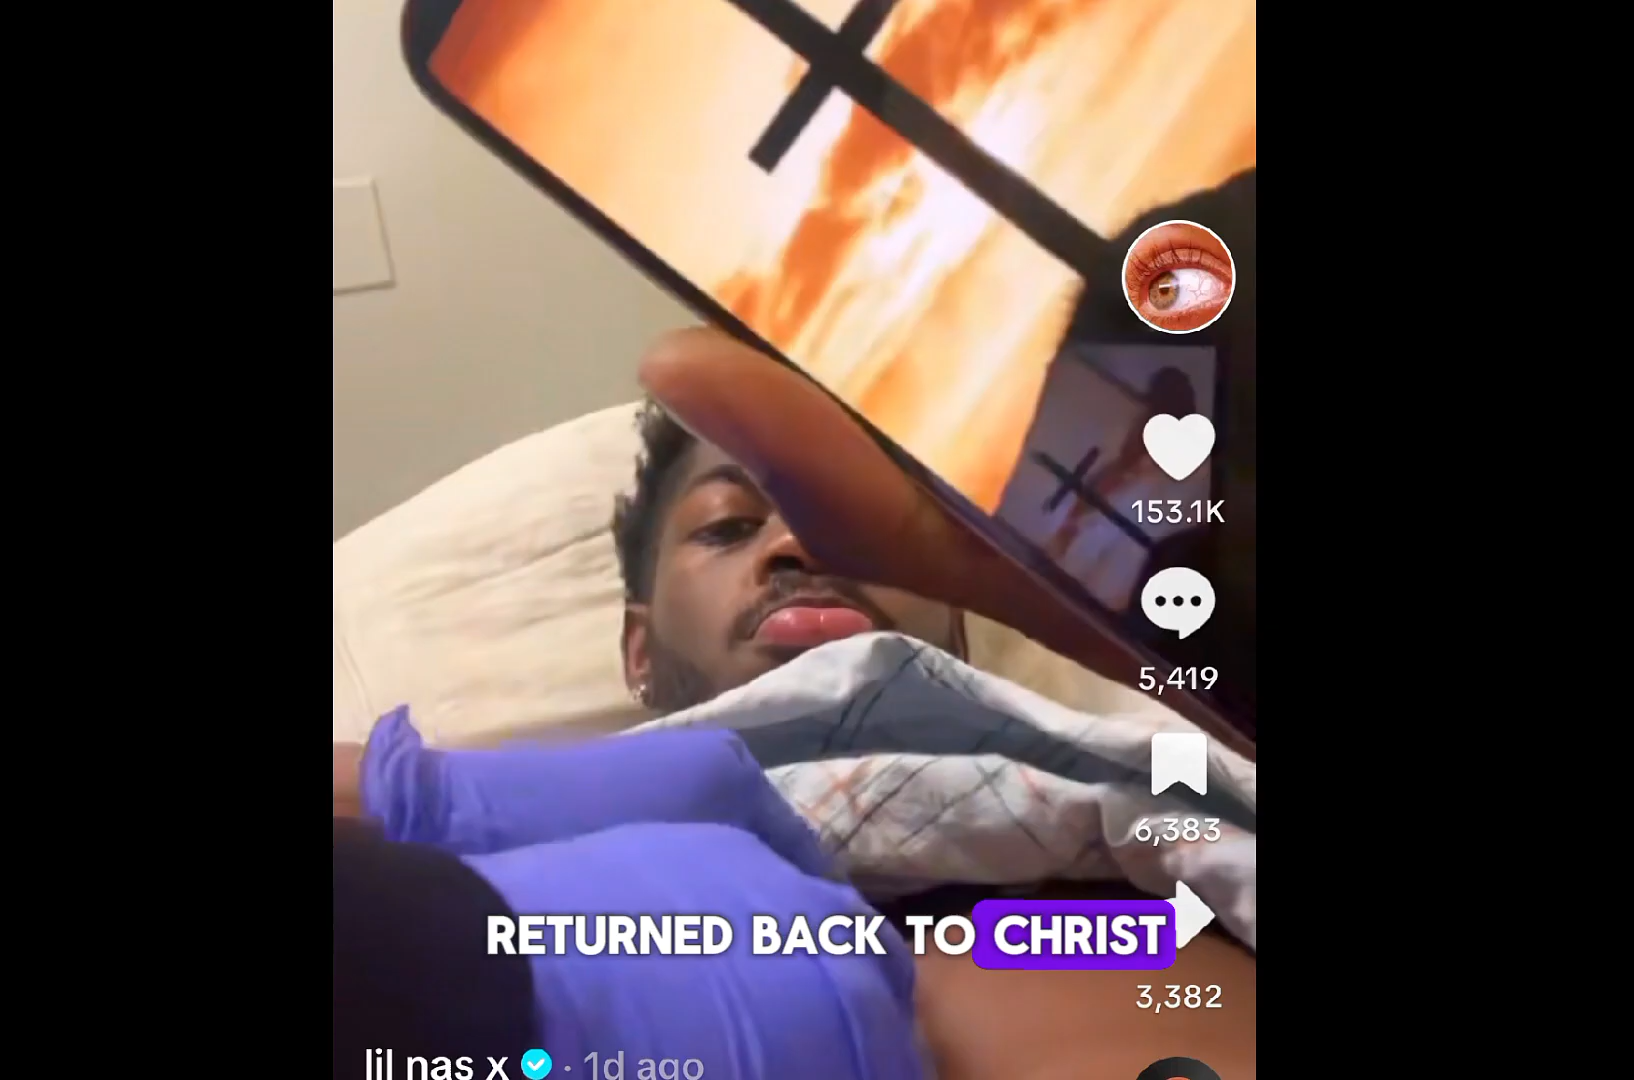 153.1K
5,419
6,383
RETURNED BACK TO CHRIST
3,382
lil nas x · 1d ago